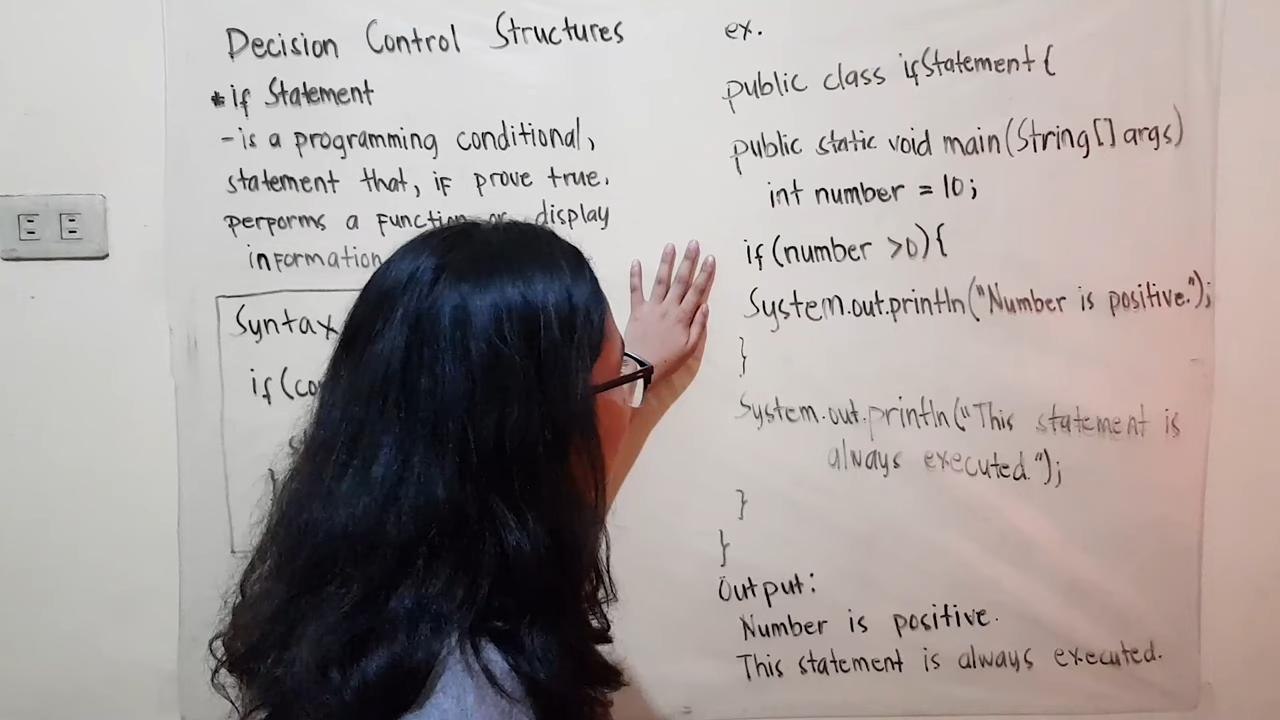 Decision Control Structures
* if Statement
- is a programming conditional,
statement that, if prove true,
performs a function or display
information
Syntax
if(co
}
ex.
public class ifStatement {
public static void main(String[] args)
int number = 10;
if (number >0){
System.out.println("Number is positive.");
}
System.out.println("This statement is
always executed.");
}
}
Output:
Number is positive.
This statement is always executed.